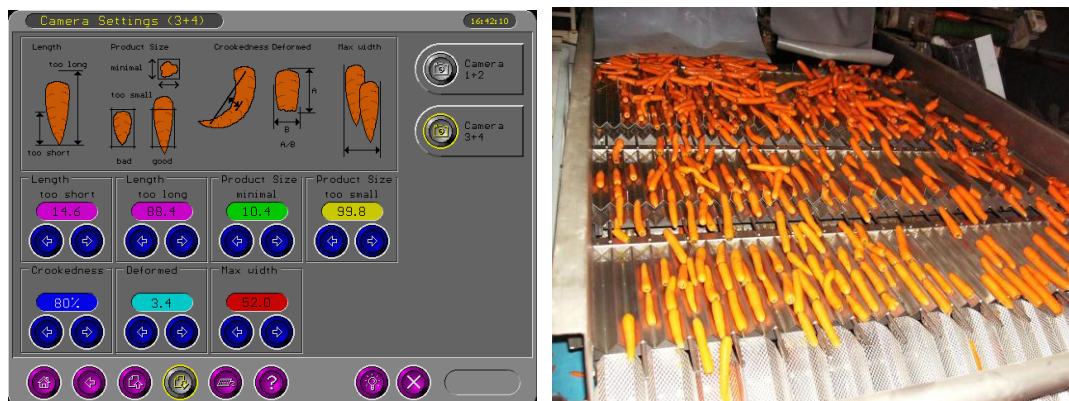 Camera Settings (3+4)
16:42:10
Length
Product Size
Crookedness
Deformed
Max width
too long
minimal
too small
too short
bad
good
A
B
A/B
Camera
1+2
Camera
3+4
Length
too short
14.6
Length
too long
88.4
Product Size
minimal
10.4
Product Size
too small
99.8
Crookedness
80%
Deformed
3.4
Max width
52.0
?